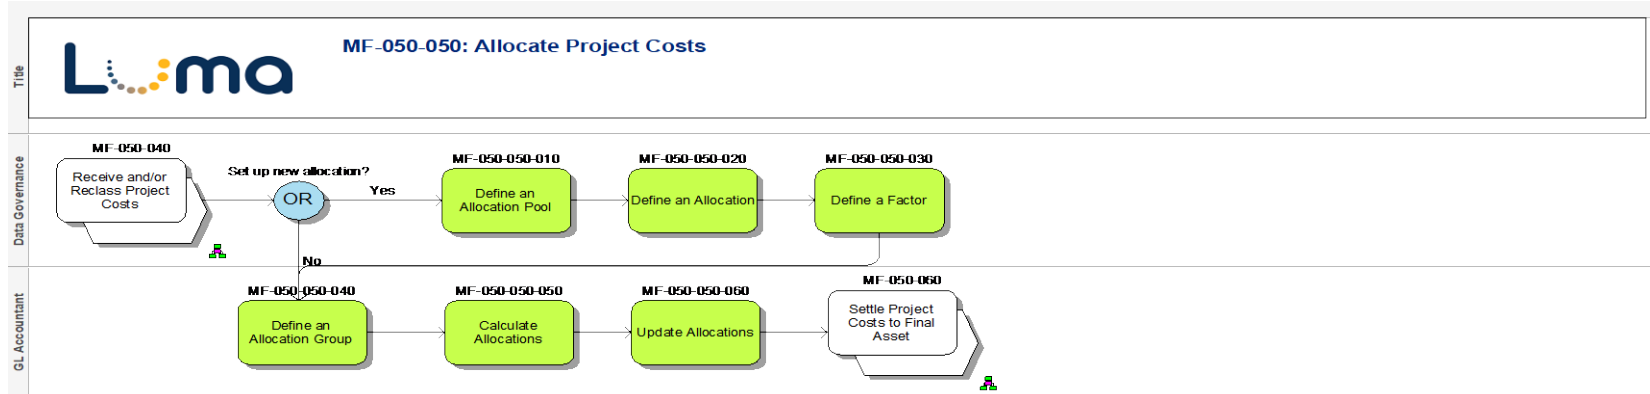 Title
Luma
MF-050-050: Allocate Project Costs
Data Governance
MF-050-040
Receive and/or
Reclass Project
Costs
Set up new allocation?
OR
Yes
No
MF-050-050-010
Define an
Allocation Pool
MF-050-050-020
Define an Allocation
MF-050-050-030
Define a Factor
GL Accountant
MF-050-050-040
Define an
Allocation Group
MF-050-050-050
Calculate
Allocations
MF-050-050-060
Update Allocations
MF-050-060
Settle Project
Costs to Final
Asset